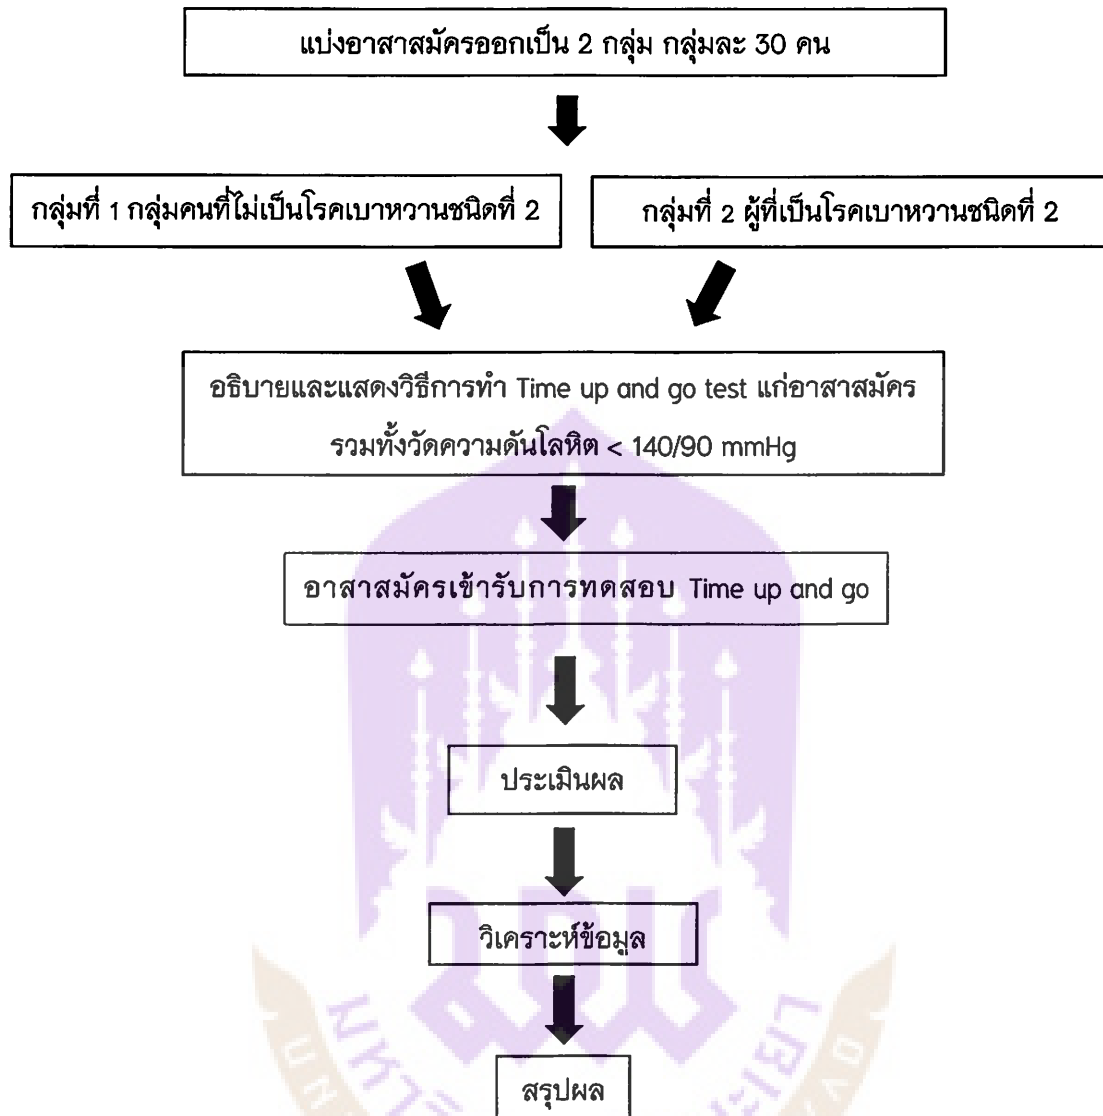 แบ่งอาสาสมัครออกเป็น 2 กลุ่ม กลุ่มละ 30 คน
กลุ่มที่ 1 กลุ่มคนที่ไม่เป็นโรคเบาหวานชนิดที่ 2
กลุ่มที่ 2 ผู้ที่เป็นโรคเบาหวานชนิดที่ 2
อธิบายและแสดงวิธีการทำ Time up and go test แก่อาสาสมัคร
รวมทั้งวัดความดันโลหิต < 140/90 mmHg
อาสาสมัครเข้ารับการทดสอบ Time up and go
ประเมินผล
วิเคราะห์ข้อมูล
สรุปผล